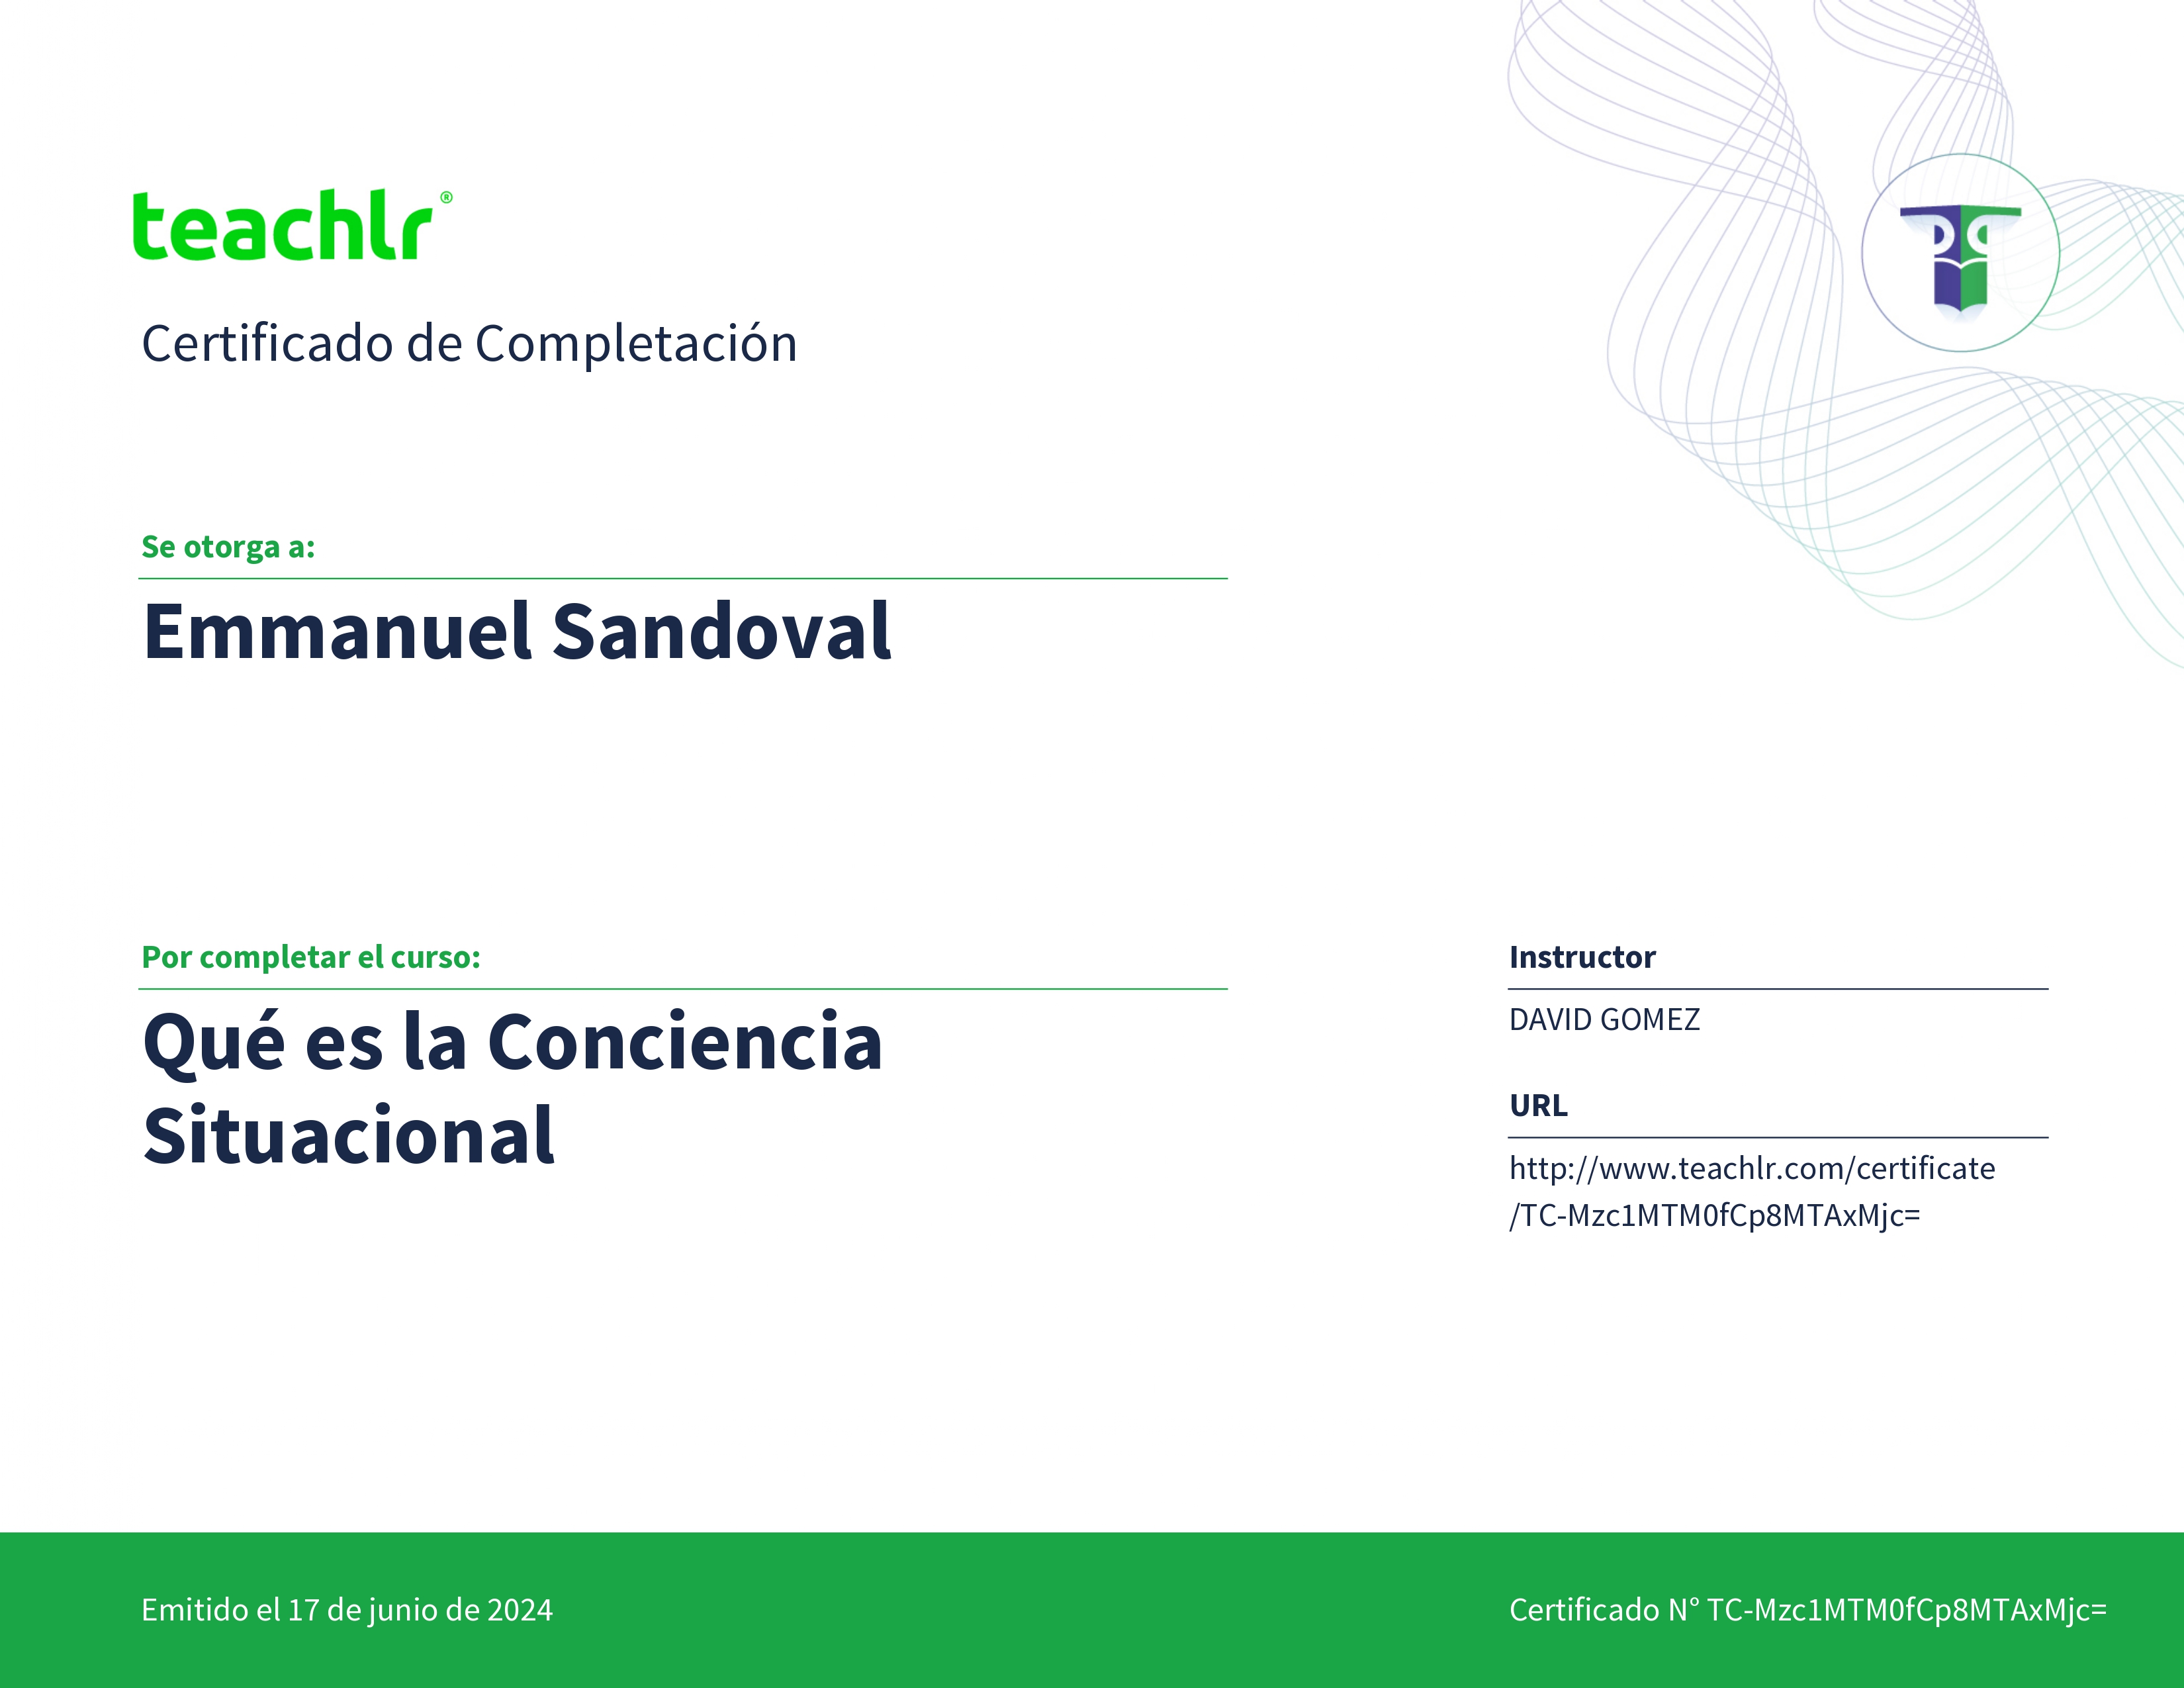 teachlr®
Certificado de Completación
Se otorga a:
Emmanuel Sandoval
Por completar el curso:
Qué es la Conciencia
Situacional
Instructor
DAVID GOMEZ
URL
http://www.teachlr.com/certificate
/TC-Mzc1MTM0fCp8MTAxMjc=
Emitido el 17 de junio de 2024
Certificado N° TC-Mzc1MTM0fCp8MTAxMjc=